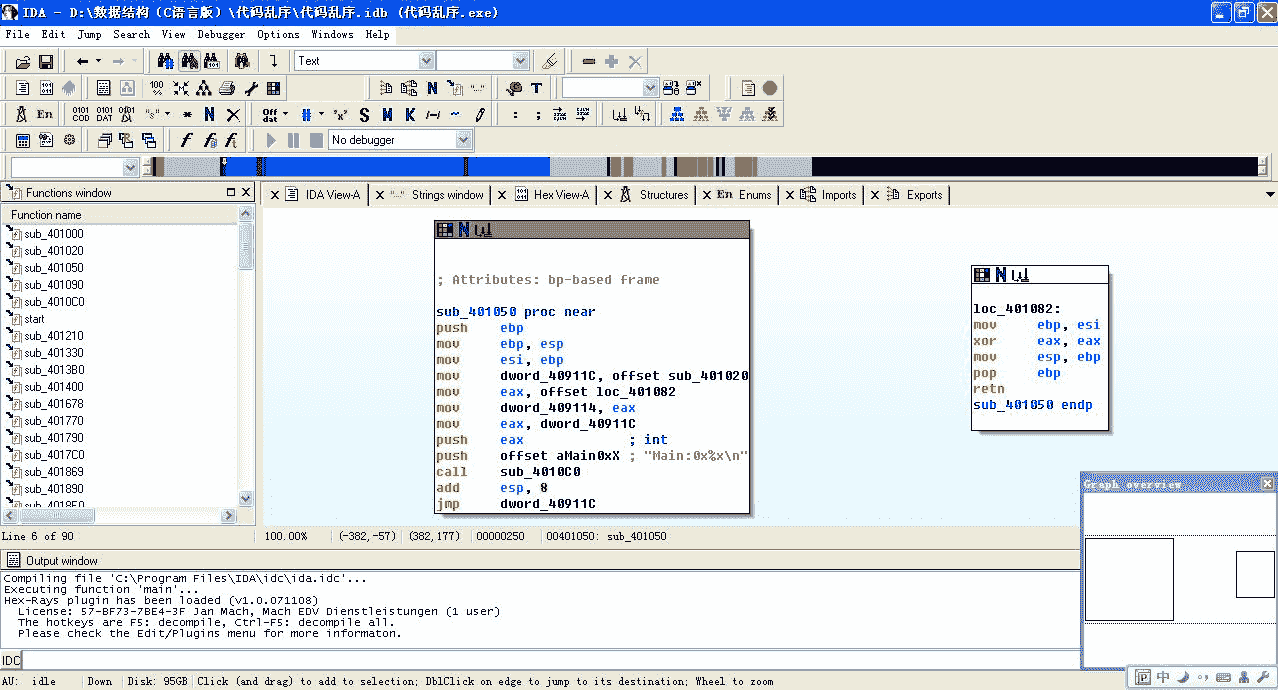 IDA - D:\数据结构（C语言版）\代码乱序\代码乱序.idb (代码乱序.exe)
File Edit Jump Search View Debugger Options Windows Help
Text
100 %
En
0101 COD
0101 DAT
"s"
N
Off dat
#
"x"
S
M
K
No debugger
Functions window
IDA View-A
Strings window
Hex View-A
Structures
En Enums
Imports
Exports
Function name
sub_401000
sub_401020
sub_401050
sub_401090
sub_4010C0
start
sub_401210
sub_401330
sub_4013B0
sub_401400
sub_401678
sub_401770
sub_401790
sub_4017C0
sub_401869
sub_401890
Line 6 of 90
; Attributes: bp-based frame
sub_401050 proc near
push ebp
mov ebp, esp
mov esi, ebp
mov dword_40911C, offset sub_401020
mov eax, offset loc_401082
mov dword_409114, eax
mov eax, dword_40911C
push eax ; int
push offset aMain0xX ; "Main:0x%x\n"
call sub_4010C0
add esp, 8
jmp dword_40911C
loc_401082:
mov ebp, esi
xor eax, eax
mov esp, ebp
pop ebp
retn
sub_401050 endp
Graph overview
100.00% (-382,-57) (382,177) 00000250 00401050: sub_401050
Output window
Compiling file 'C:\Program Files\IDA\idc\ida.idc'...
Executing function 'main'...
Hex-Rays plugin has been loaded (v1.0.071108)
License: 57-BF73-7BE4-3F Jan Mach, Mach EDV Dienstleistungen (1 user)
The hotkeys are F5: decompile, Ctrl-F5: decompile all.
Please check the Edit/Plugins menu for more informaton.
IDC
AU: idle Down Disk: 95GB Click (and drag) to add to selection; Dblclick on edge to jump to its destination; Wheel to zoom
中